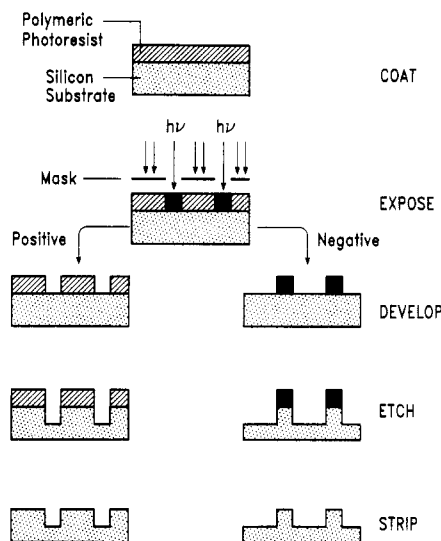 Polymeric
Photoresist
Silicon
Substrate
COAT
hν hν
Mask
EXPOSE
Positive
Negative
DEVELOP
ETCH
STRIP